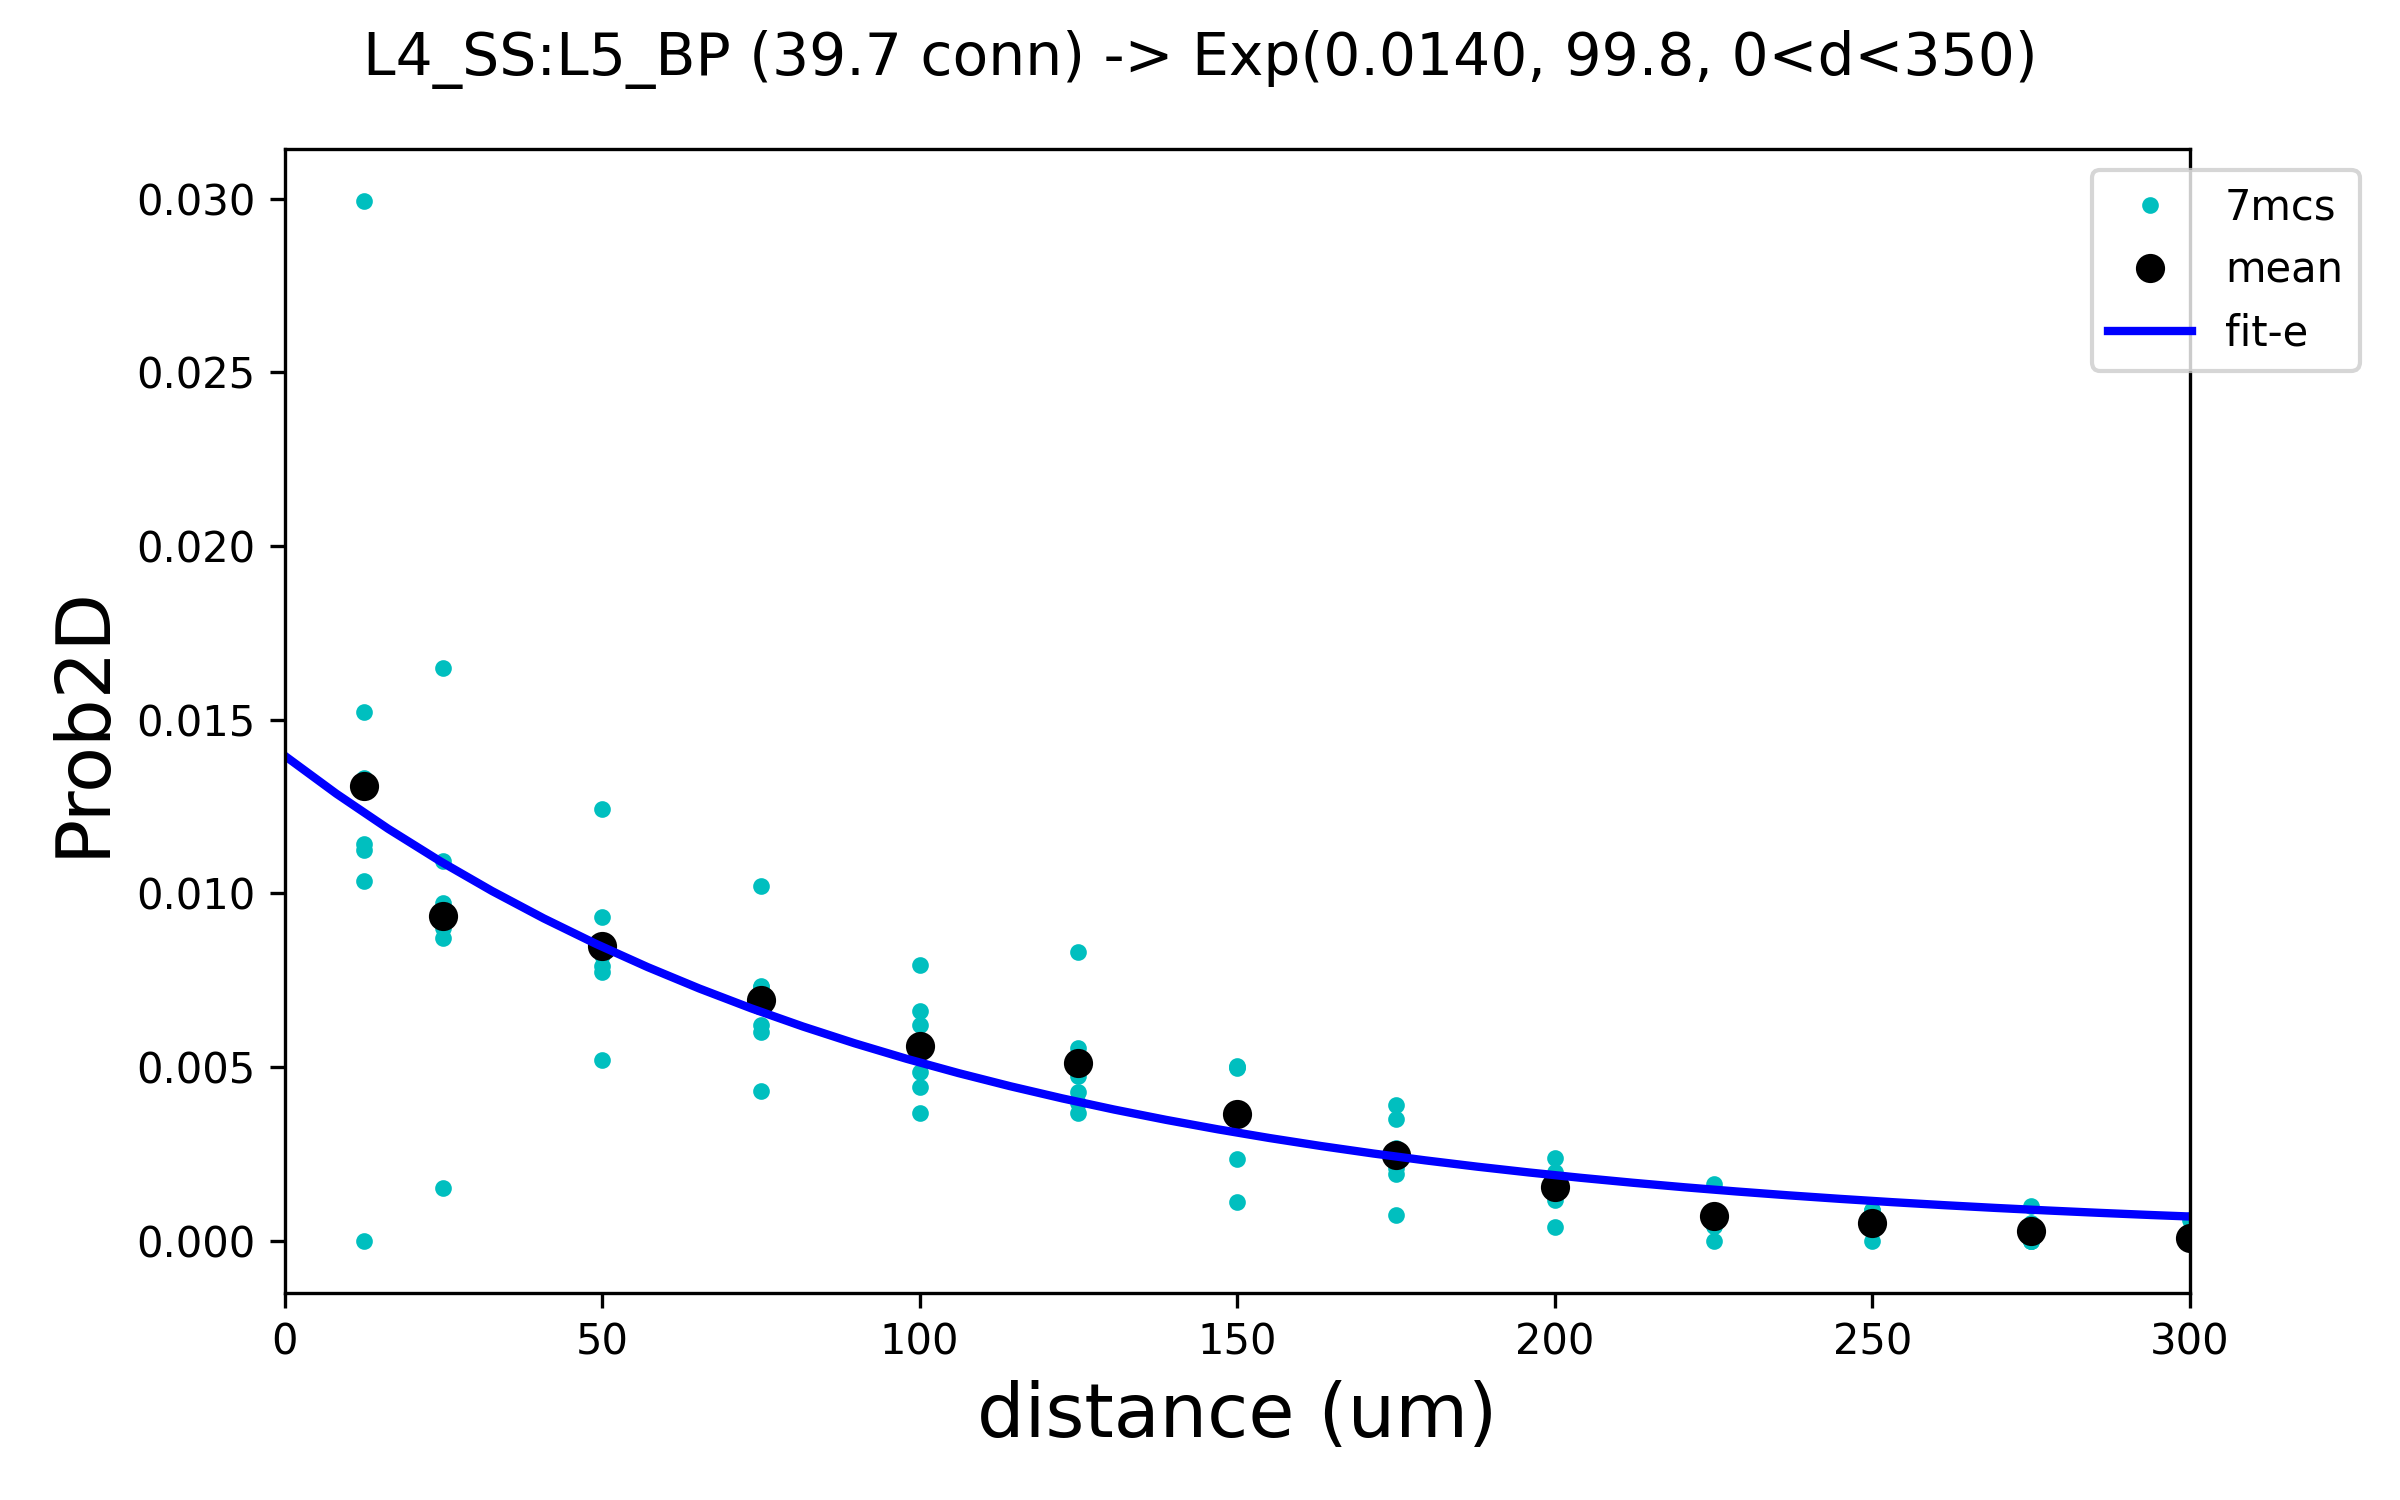 L4_SS:L5_BP (39.7 conn) -> Exp(0.0140, 99.8, 0<d<350)
7mcs
mean
fit-e
Prob2D
0.030
0.025
0.020
0.015
0.010
0.005
0.000
0 50 100 150 200 250 300
distance (um)